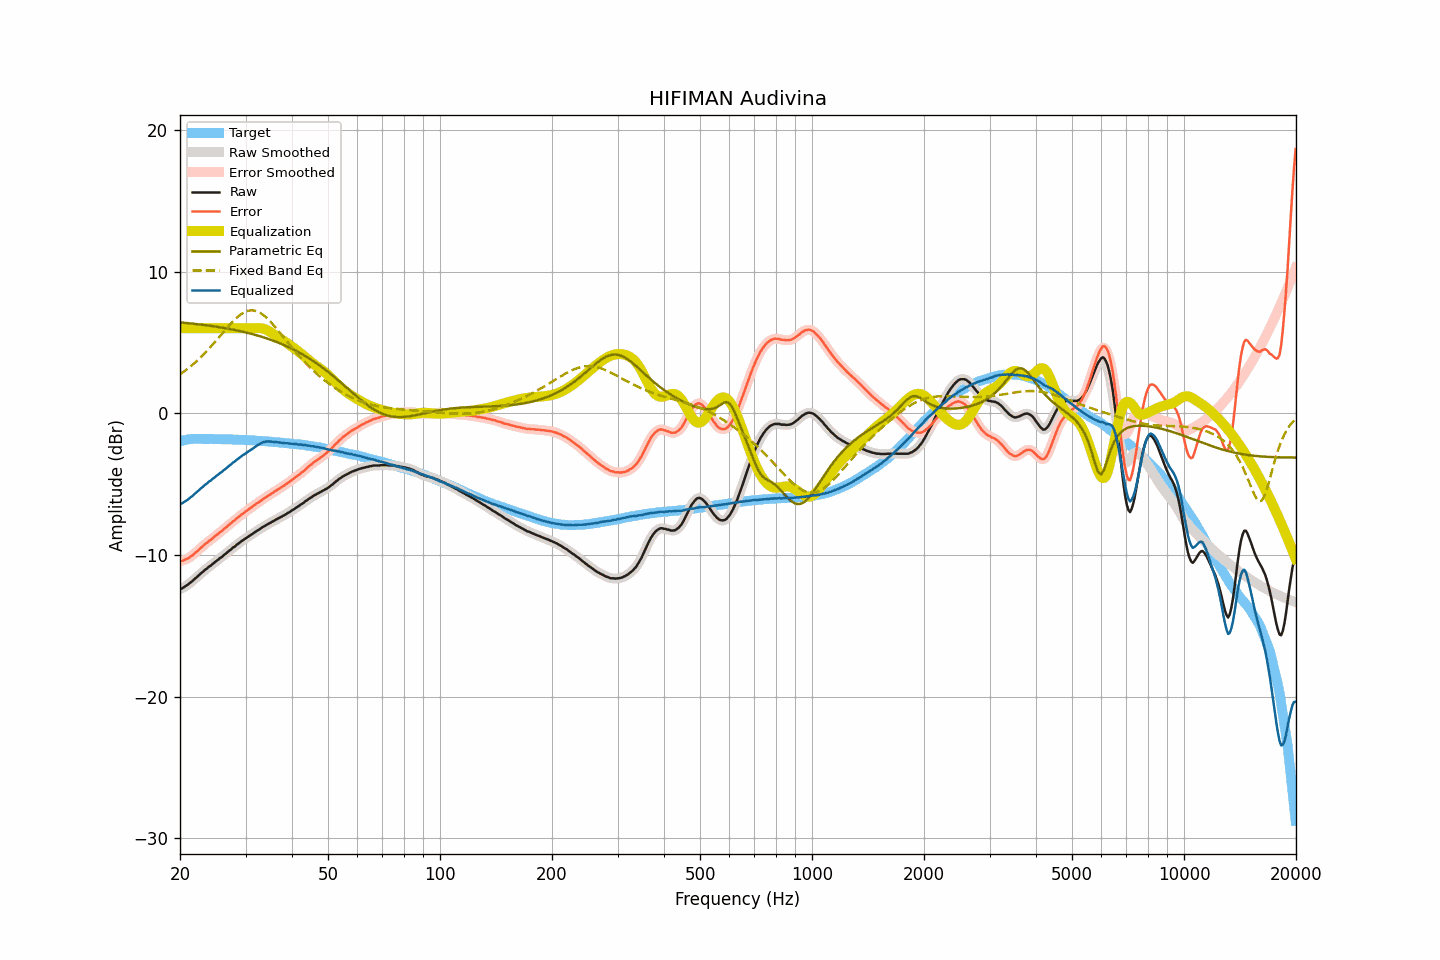 HIFIMAN Audivina
20
10
0
−10
−20
−30
Amplitude (dBr)
Target
Raw Smoothed
Error Smoothed
Raw
Error
Equalization
Parametric Eq
Fixed Band Eq
Equalized
20 50 100 200 500 1000 2000 5000 10000 20000
Frequency (Hz)